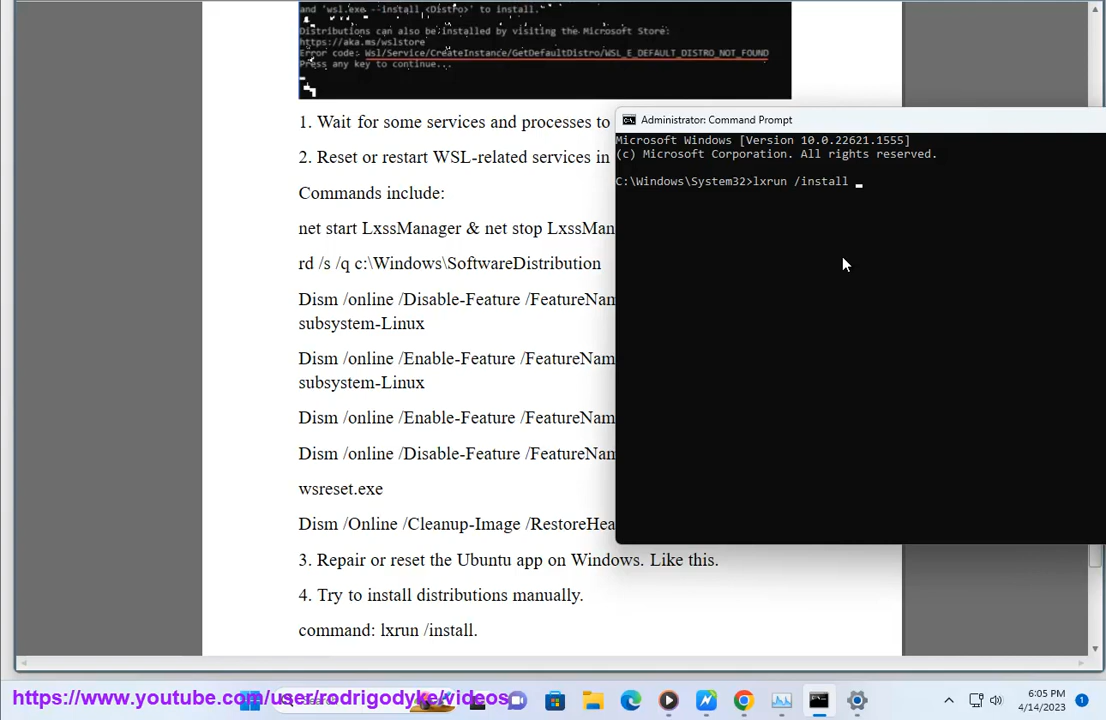 and 'wsl.exe --install <Distro>' to install.
Distributions can also be installed by visiting the Microsoft Store:
https://aka.ms/wslstore
Error code: Wsl/Service/CreateInstance/GetDefaultDistro/WSL_E_DEFAULT_DISTRO_NOT_FOUND
Press any key to continue...
1. Wait for some services and processes to
2. Reset or restart WSL-related services in
Commands include:
net start LxssManager & net stop LxssMan
rd /s /q c:\Windows\SoftwareDistribution
Dism /online /Disable-Feature /FeatureNam
subsystem-Linux
Dism /online /Enable-Feature /FeatureNam
subsystem-Linux
Dism /online /Enable-Feature /FeatureNam
Dism /online /Disable-Feature /FeatureNam
wsreset.exe
Dism /Online /Cleanup-Image /RestoreHea
3. Repair or reset the Ubuntu app on Windows. Like this.
4. Try to install distributions manually.
command: lxrun /install.
Administrator: Command Prompt
Microsoft Windows [Version 10.0.22621.1555]
(c) Microsoft Corporation. All rights reserved.
C:\Windows\System32>lxrun /install
https://www.youtube.com/user/rodrigodyke/videos
6:05 PM
4/14/2023
1